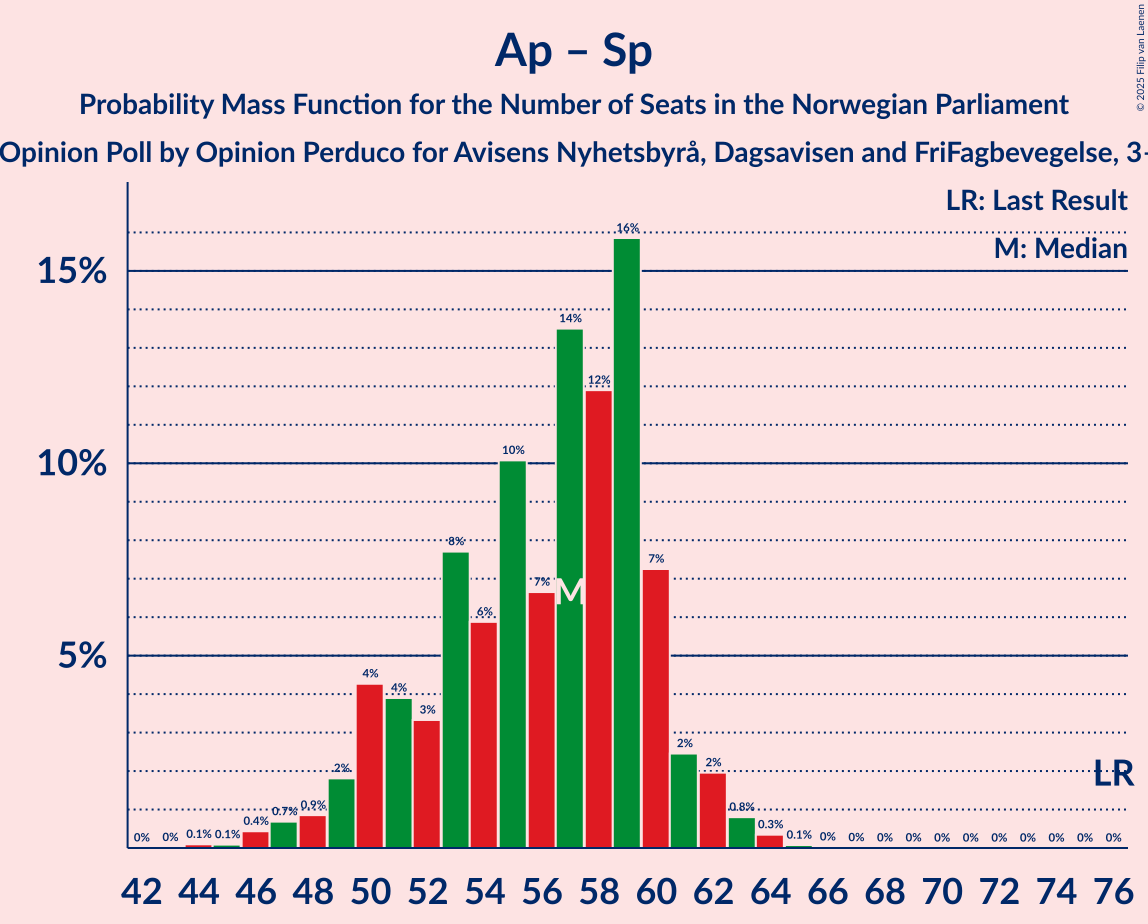 Ap – Sp
Probability Mass Function for the Number of Seats in the Norwegian Parliament
Opinion Poll by Opinion Perduco for Avisens Nyhetsbyrå, Dagsavisen and FriFagbevegelse, 3–
© 2025 Filip van Laenen
LR: Last Result
M: Median
15%
10%
5%
0% 0% 0.1% 0.1% 0.4% 0.7% 0.9% 2% 4% 4% 3% 8% 6% 10% 7% 14% 12% 16% 7% 2% 2% 0.8% 0.3% 0.1% 0% 0% 0% 0% 0% 0% 0% 0% 0% 0% 0%
M
LR
42 44 46 48 50 52 54 56 58 60 62 64 66 68 70 72 74 76